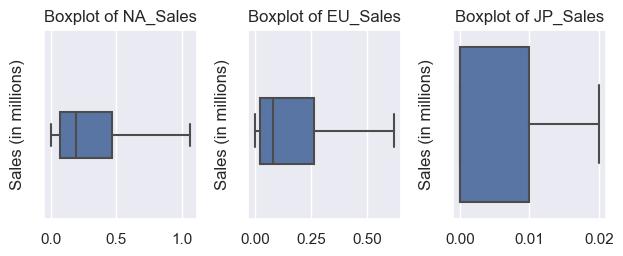 Boxplot of NA_Sales
Sales (in millions)
0.0 0.5 1.0
Boxplot of EU_Sales
Sales (in millions)
0.00 0.25 0.50
Boxplot of JP_Sales
Sales (in millions)
0.00 0.01 0.02